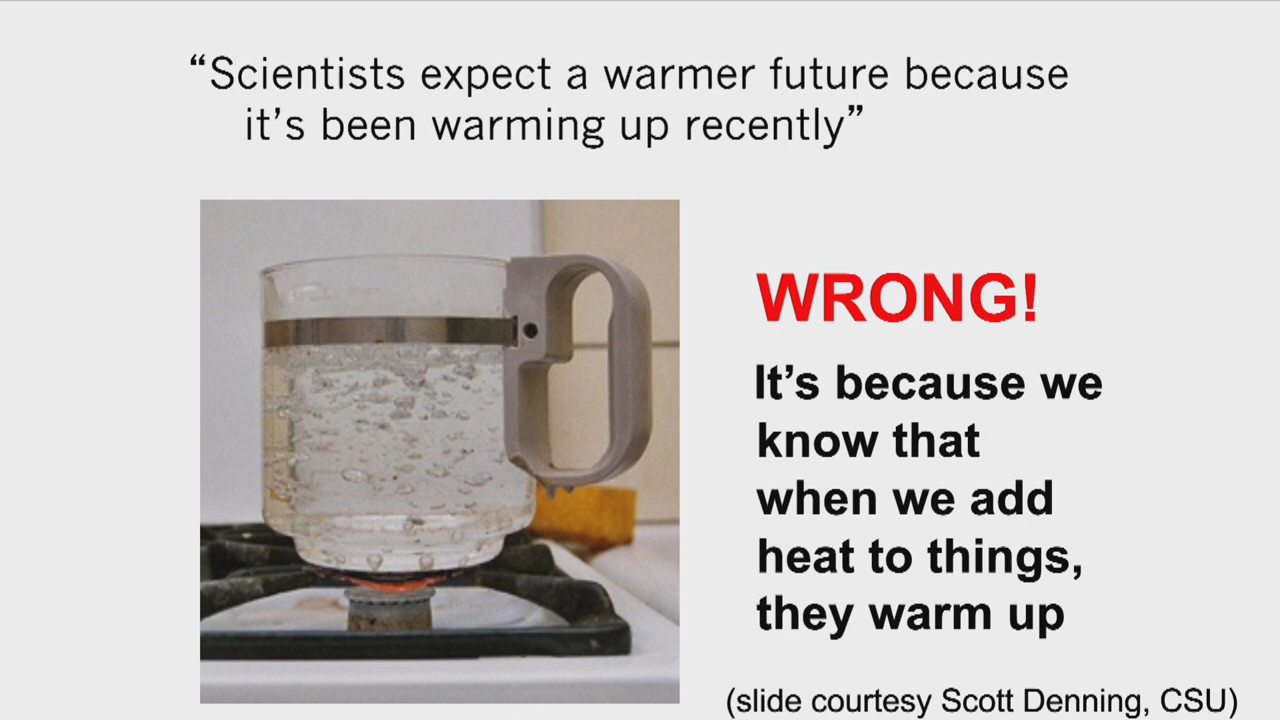 “Scientists expect a warmer future because
it’s been warming up recently”
WRONG!
It’s because we
know that
when we add
heat to things,
they warm up
(slide courtesy Scott Denning, CSU)